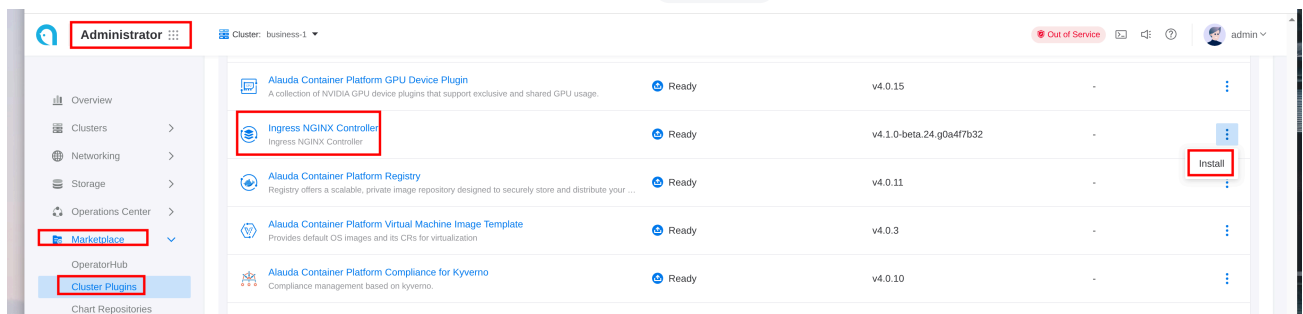 Administrator
Cluster: business-1
Out of Service
admin
Overview
Clusters
Networking
Storage
Operations Center
Marketplace
OperatorHub
Cluster Plugins
Chart Repositories
Alauda Container Platform GPU Device Plugin
A collection of NVIDIA GPU device plugins that support exclusive and shared GPU usage.
Ready
v4.0.15
-
Ingress NGINX Controller
Ingress NGINX Controller
Ready
v4.1.0-beta.24.g0a4f7b32
-
Install
Alauda Container Platform Registry
Registry offers a scalable, private image repository designed to securely store and distribute your ...
Ready
v4.0.11
-
Alauda Container Platform Virtual Machine Image Template
Provides default OS images and its CRs for virtualization
Ready
v4.0.3
-
Alauda Container Platform Compliance for Kyverno
Compliance management based on kyverno.
Ready
v4.0.10
-